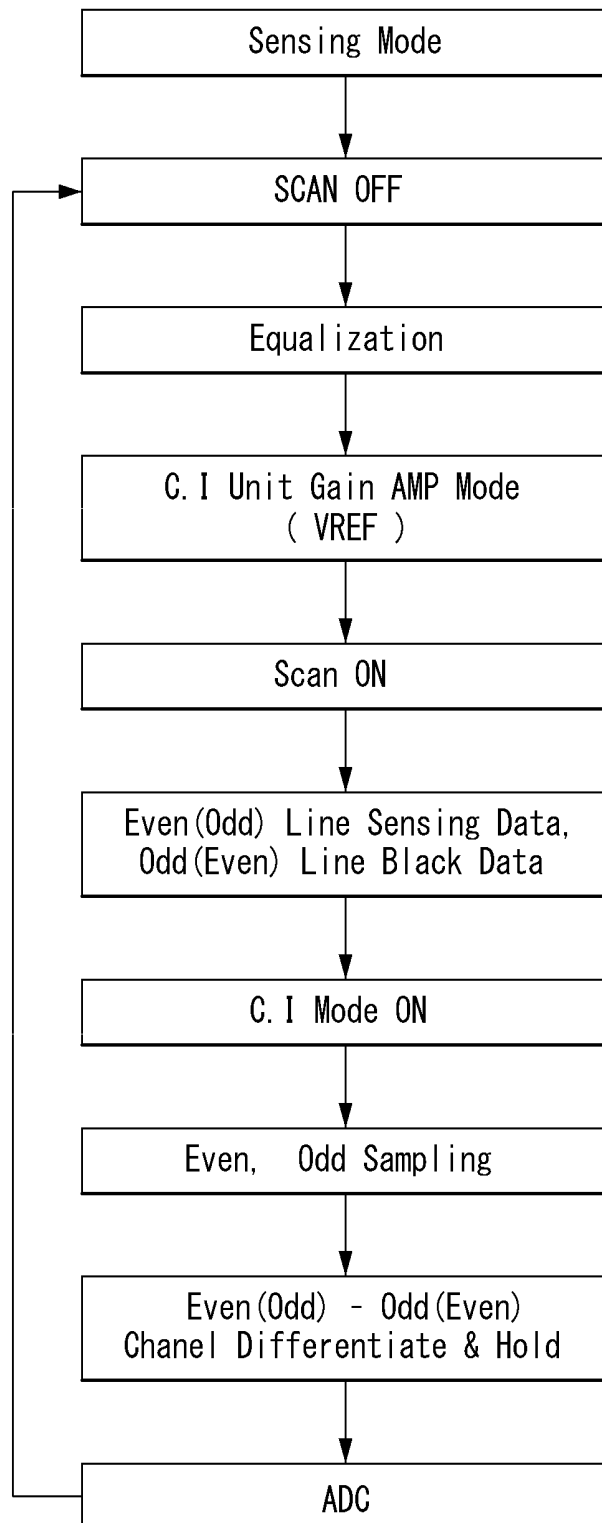 Sensing Mode
SCAN OFF
Equalization
C.I Unit Gain AMP Mode
( VREF )
Scan ON
Even(Odd) Line Sensing Data,
Odd(Even) Line Black Data
C.I Mode ON
Even, Odd Sampling
Even(Odd) - Odd(Even)
Chanel Differentiate & Hold
ADC